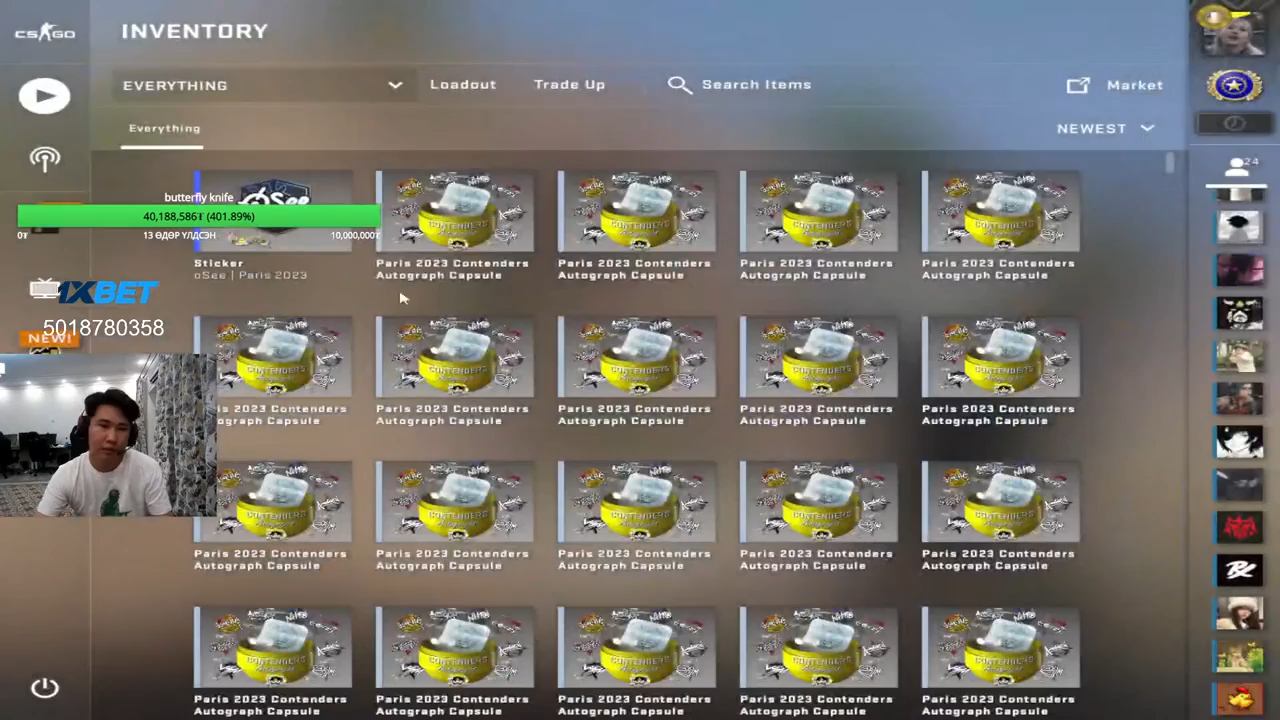 CS GO
INVENTORY
EVERYTHING
Loadout
Trade Up
Search Items
Market
Everything
NEWEST
24
butterfly knife
40,188,586₮ (401.89%)
0₮
13 ӨДӨР ҮЛДСЭН
10,000,000₮
Sticker
oSee | Paris 2023
Paris 2023 Contenders
Autograph Capsule
Paris 2023 Contenders
Autograph Capsule
Paris 2023 Contenders
Autograph Capsule
Paris 2023 Contenders
Autograph Capsule
1XBET
5018780358
NEW!
2023 Contenders
Capsule
Paris 2023 Contenders
Autograph Capsule
Paris 2023 Contenders
Autograph Capsule
Paris 2023 Contenders
Autograph Capsule
Paris 2023 Contenders
Autograph Capsule
Paris 2023 Contenders
Autograph Capsule
Paris 2023 Contenders
Autograph Capsule
Paris 2023 Contenders
Autograph Capsule
Paris 2023 Contenders
Autograph Capsule
Paris 2023 Contenders
Autograph Capsule
Paris 2023 Contenders
Autograph Capsule
Paris 2023 Contenders
Autograph Capsule
Paris 2023 Contenders
Autograph Capsule
Paris 2023 Contenders
Autograph Capsule
Paris 2023 Contenders
Autograph Capsule